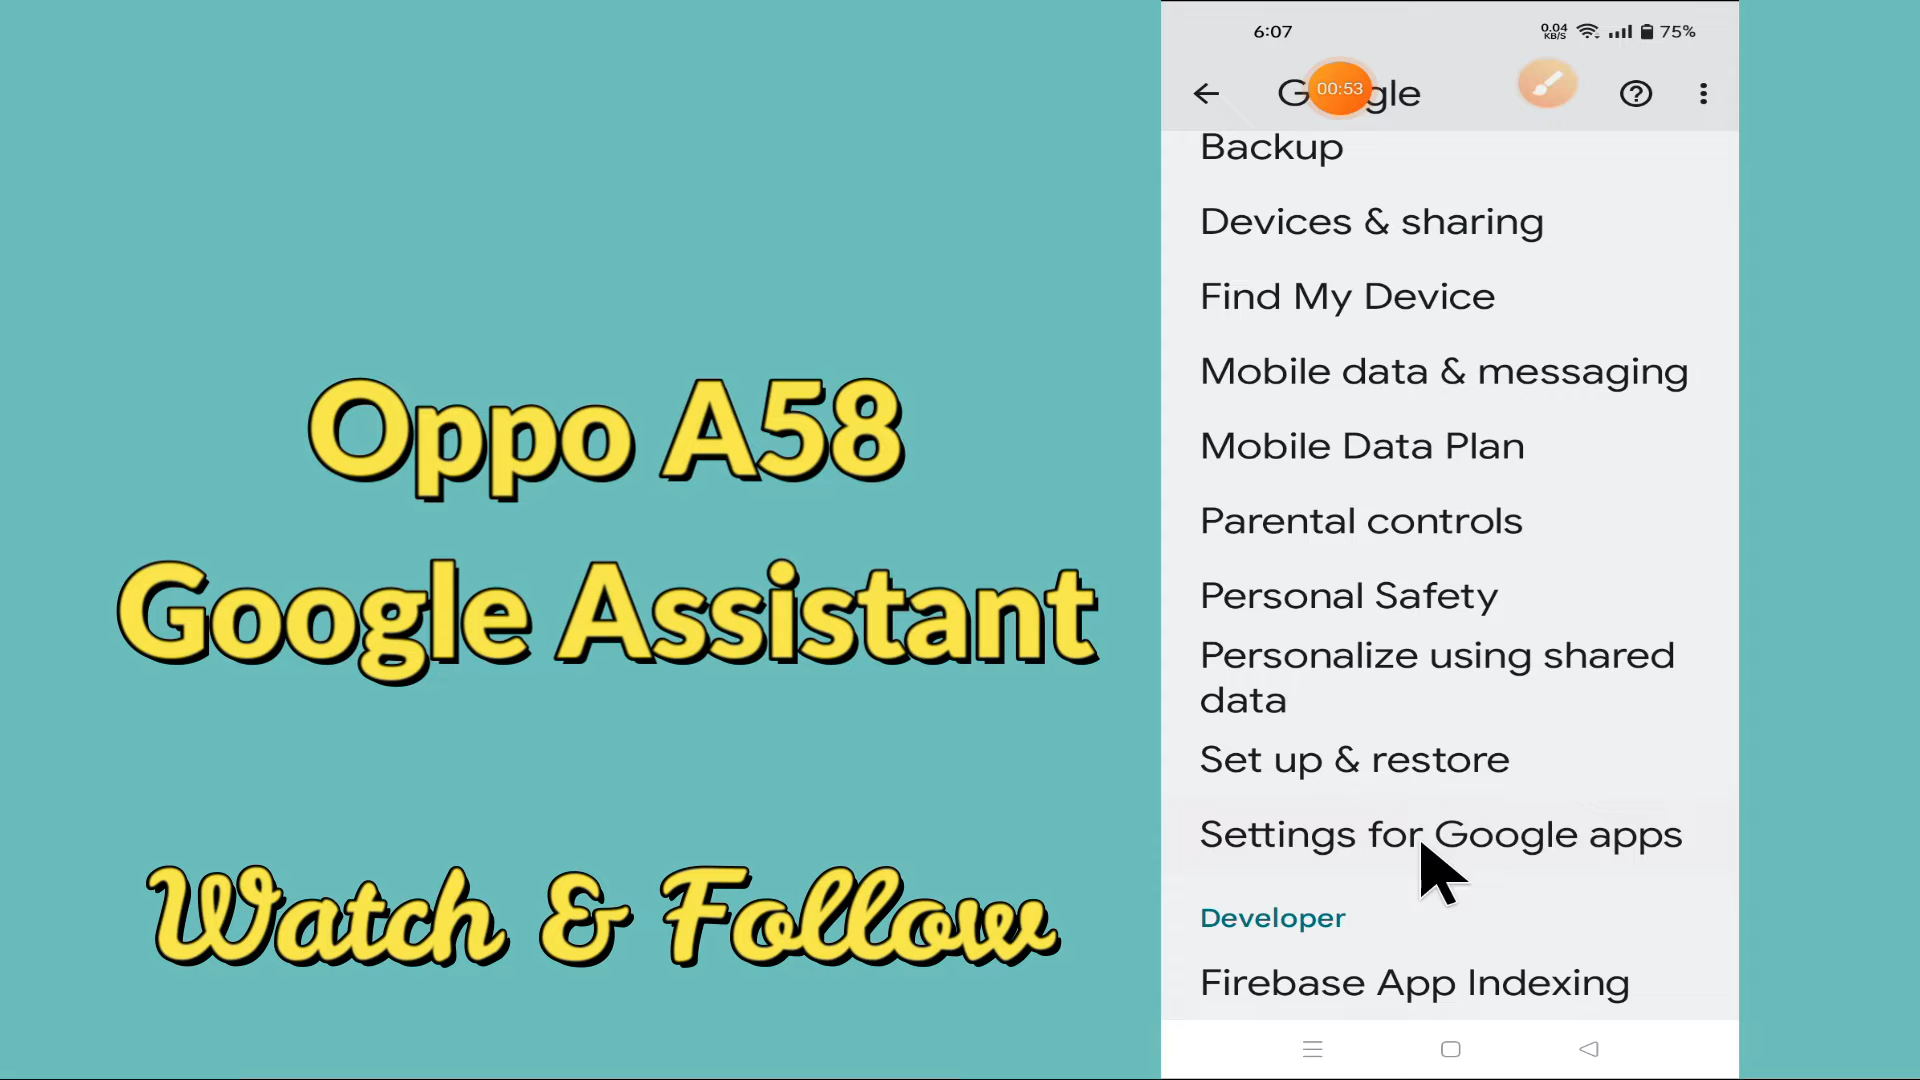 Oppo A58
Google Assistant
Watch & Follow
6:07
0.04
KB/S
75%
G gle
00:53
Backup
Devices & sharing
Find My Device
Mobile data & messaging
Mobile Data Plan
Parental controls
Personal Safety
Personalize using shared
data
Set up & restore
Settings for Google apps
Developer
Firebase App Indexing